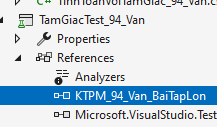 TamGiacTest_94_Van
Properties
References
Analyzers
KTPM_94_Van_BaiTapLon
Microsoft.VisualStudio.Test